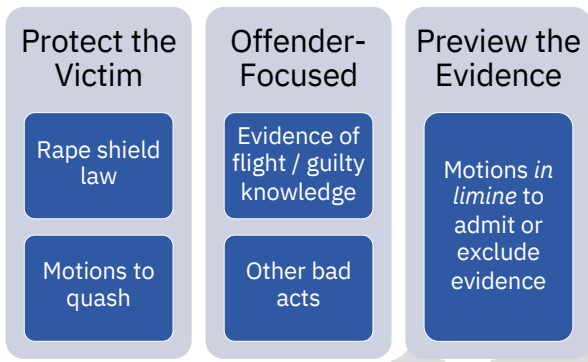 Protect the
Victim
Rape shield
law
Motions to
quash
Offender-
Focused
Evidence of
flight / guilty
knowledge
Other bad
acts
Preview the
Evidence
Motions in
limine to
admit or
exclude
evidence